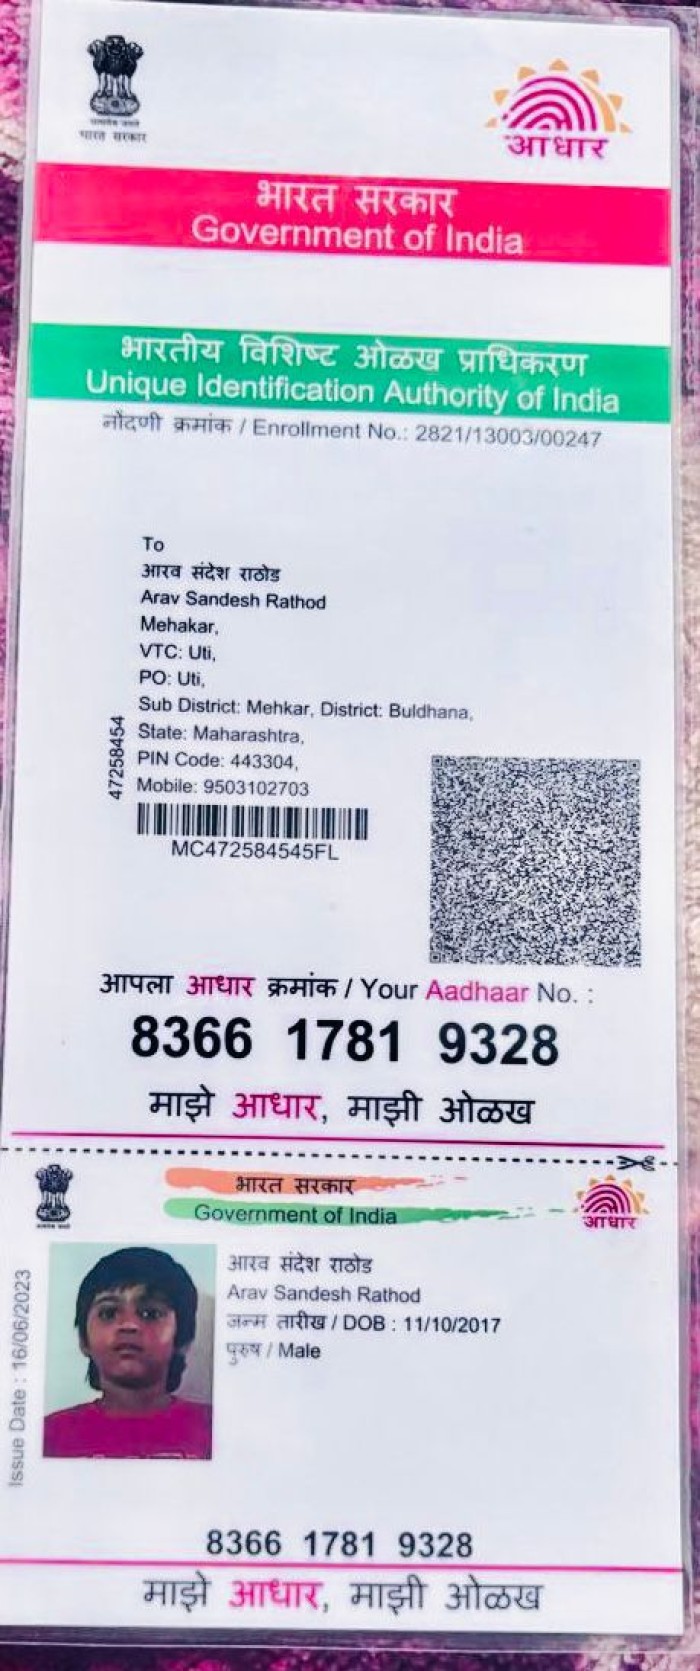 भारत सरकार
आधार
भारत सरकार
Government of India
भारतीय विशिष्ट ओळख प्राधिकरण
Unique Identification Authority of India
नोंदणी क्रमांक / Enrollment No.: 2821/13003/00247
To
आरव संदेश राठोड
Arav Sandesh Rathod
Mehakar,
VTC: Uti,
PO: Uti,
Sub District: Mehkar, District: Buldhana,
State: Maharashtra,
PIN Code: 443304,
Mobile: 9503102703
47258454
MC472584545FL
आपला आधार क्रमांक / Your Aadhaar No. :
8366 1781 9328
माझे आधार, माझी ओळख
भारत सरकार
Government of India
आधार
Issue Date : 16/06/2023
आरव संदेश राठोड
Arav Sandesh Rathod
जन्म तारीख / DOB : 11/10/2017
पुरुष / Male
8366 1781 9328
माझे आधार, माझी ओळख